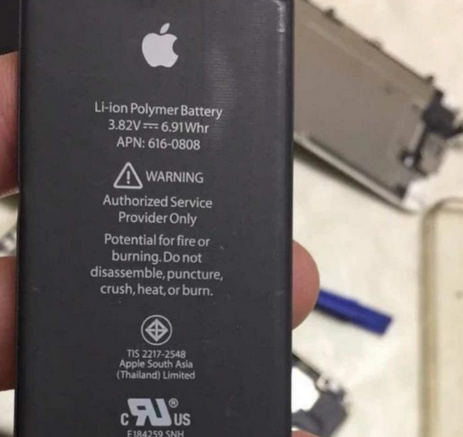 Li-ion Polymer Battery
3.82V ⎓ 6.91Whr
APN: 616-0808
WARNING
Authorized Service
Provider Only
Potential for fire or
burning. Do not
disassemble, puncture,
crush, heat, or burn.
TIS 2217-2548
Apple South Asia
(Thailand) Limited
c RU ® US
E184259 SNH